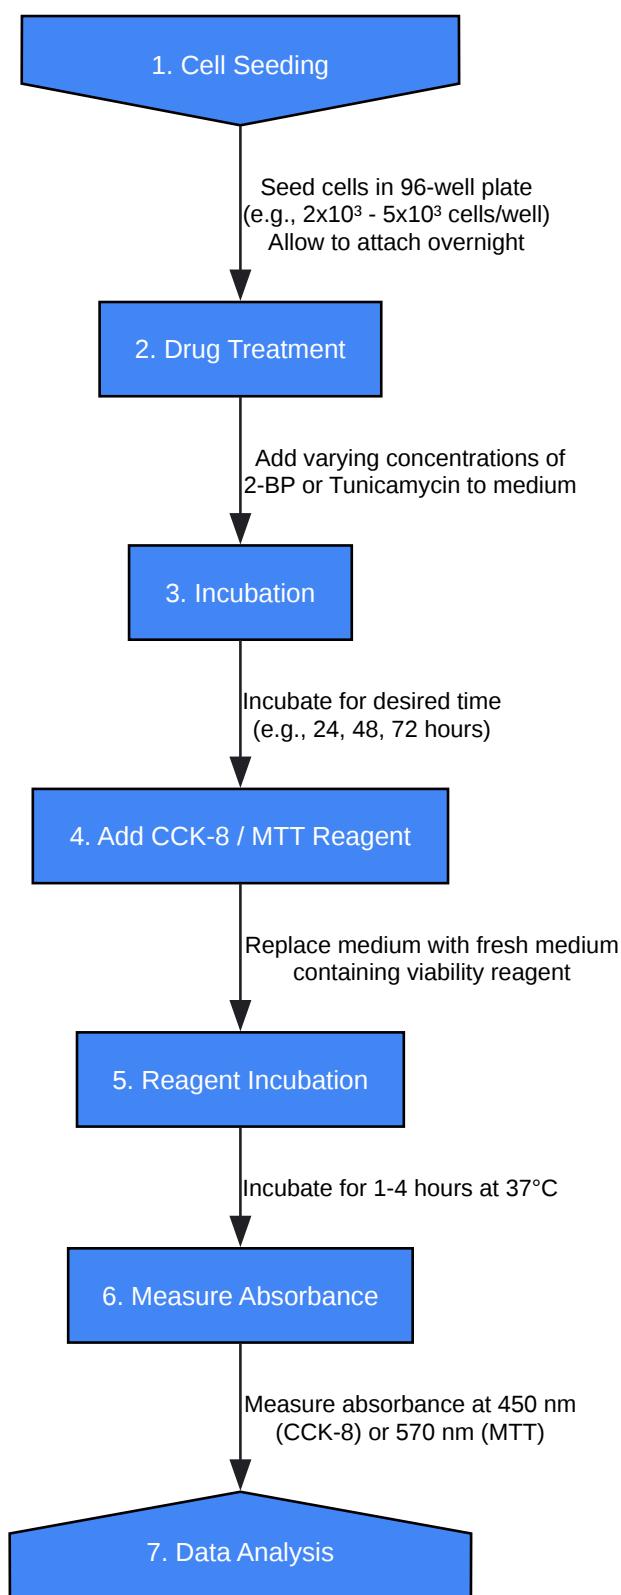 1. Cell Seeding
Seed cells in 96-well plate
(e.g., 2x10³ - 5x10³ cells/well)
Allow to attach overnight
2. Drug Treatment
Add varying concentrations of
2-BP or Tunicamycin to medium
3. Incubation
Incubate for desired time
(e.g., 24, 48, 72 hours)
4. Add CCK-8 / MTT Reagent
Replace medium with fresh medium
containing viability reagent
5. Reagent Incubation
Incubate for 1-4 hours at 37°C
6. Measure Absorbance
Measure absorbance at 450 nm
(CCK-8) or 570 nm (MTT)
7. Data Analysis